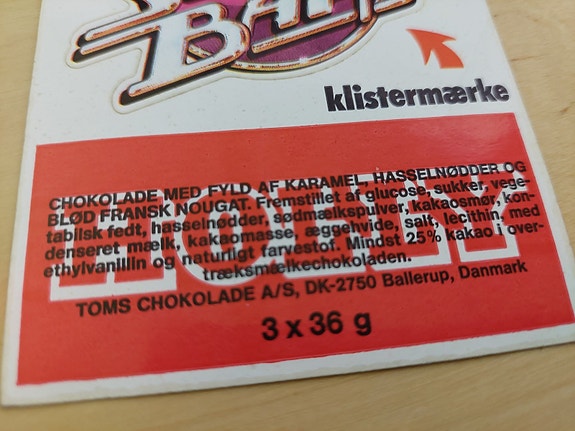 BAR
klistermærke
CHOKOLADE MED FYLD AF KARAMEL, HASSELNØDDER OG
BLØD FRANSK NOUGAT. Fremstillet af glucose, sukker, vege-
tabilsk fedt, hasselnødder, sødmælkspulver, kakaosmør, kon-
denseret mælk, kakaomasse, æggehvide, salt, lecithin, med
ethylvanillin og naturligt farvestof. Mindst 25% kakao i over-
træksmælkechokoladen.
TOMS CHOKOLADE A/S, DK-2750 Ballerup, Danmark
3 x 36 g